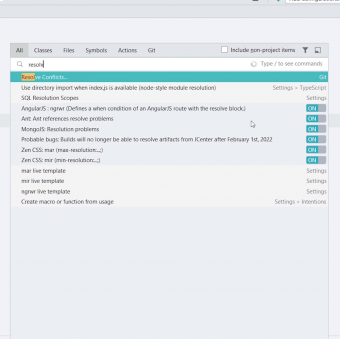 All Classes Files Symbols Actions Git Include non-project items
resolv Type / to see commands
Resolve Conflicts... Git
Use directory import when index.js is available (node-style module resolution) Settings > TypeScript
SQL Resolution Scopes Settings
AngularJS : ngrwr (Defines a when condition of an AngularJS route with the resolve block.) ON
Ant: Ant references resolve problems ON
MongoJS: Resolution problems ON
Probable bugs: Builds will no longer be able to resolve artifacts from JCenter after February 1st, 2022 ON
Zen CSS: mar (max-resolution:...;) ON
Zen CSS: mir (min-resolution:...;) ON
mar live template Settings
mir live template Settings
ngrwr live template Settings
Create macro or function from usage Settings > Intentions